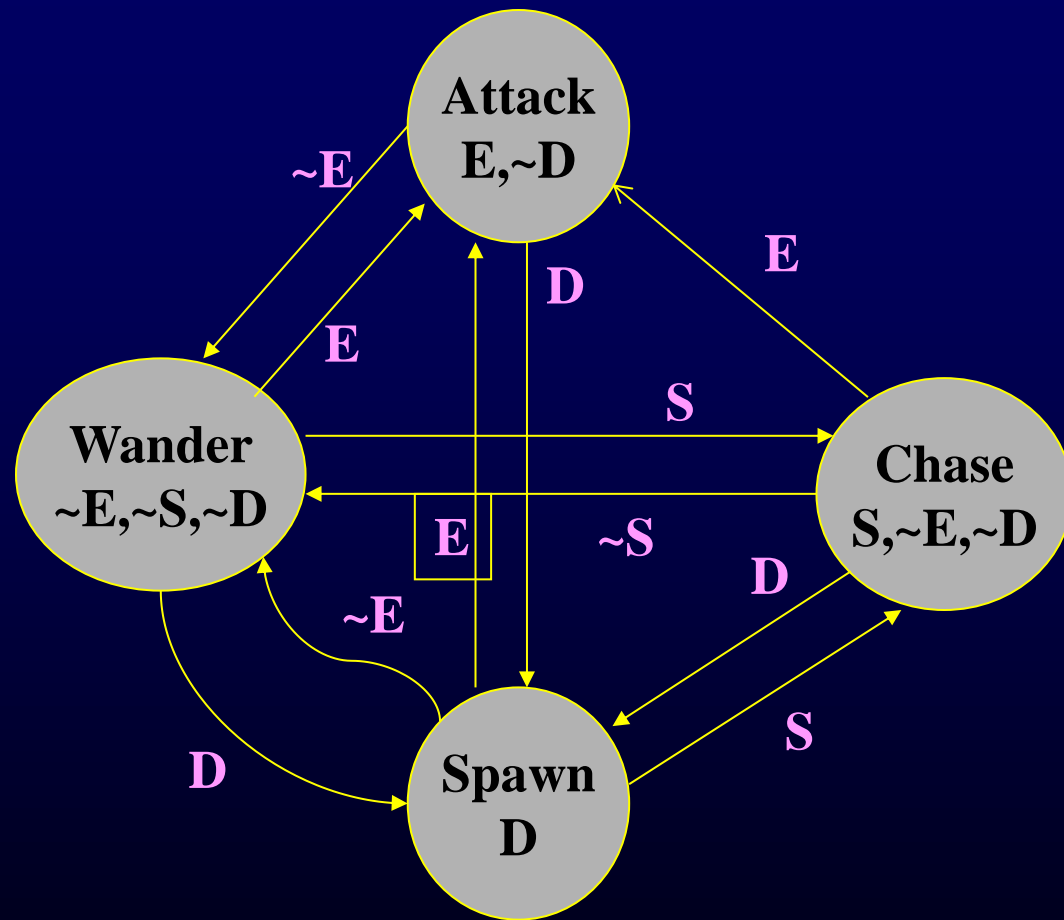 Attack
E,~D
~E
E
D
E
S
Wander
~E,~S,~D
Chase
S,~E,~D
E
~S
D
~E
S
D
Spawn
D